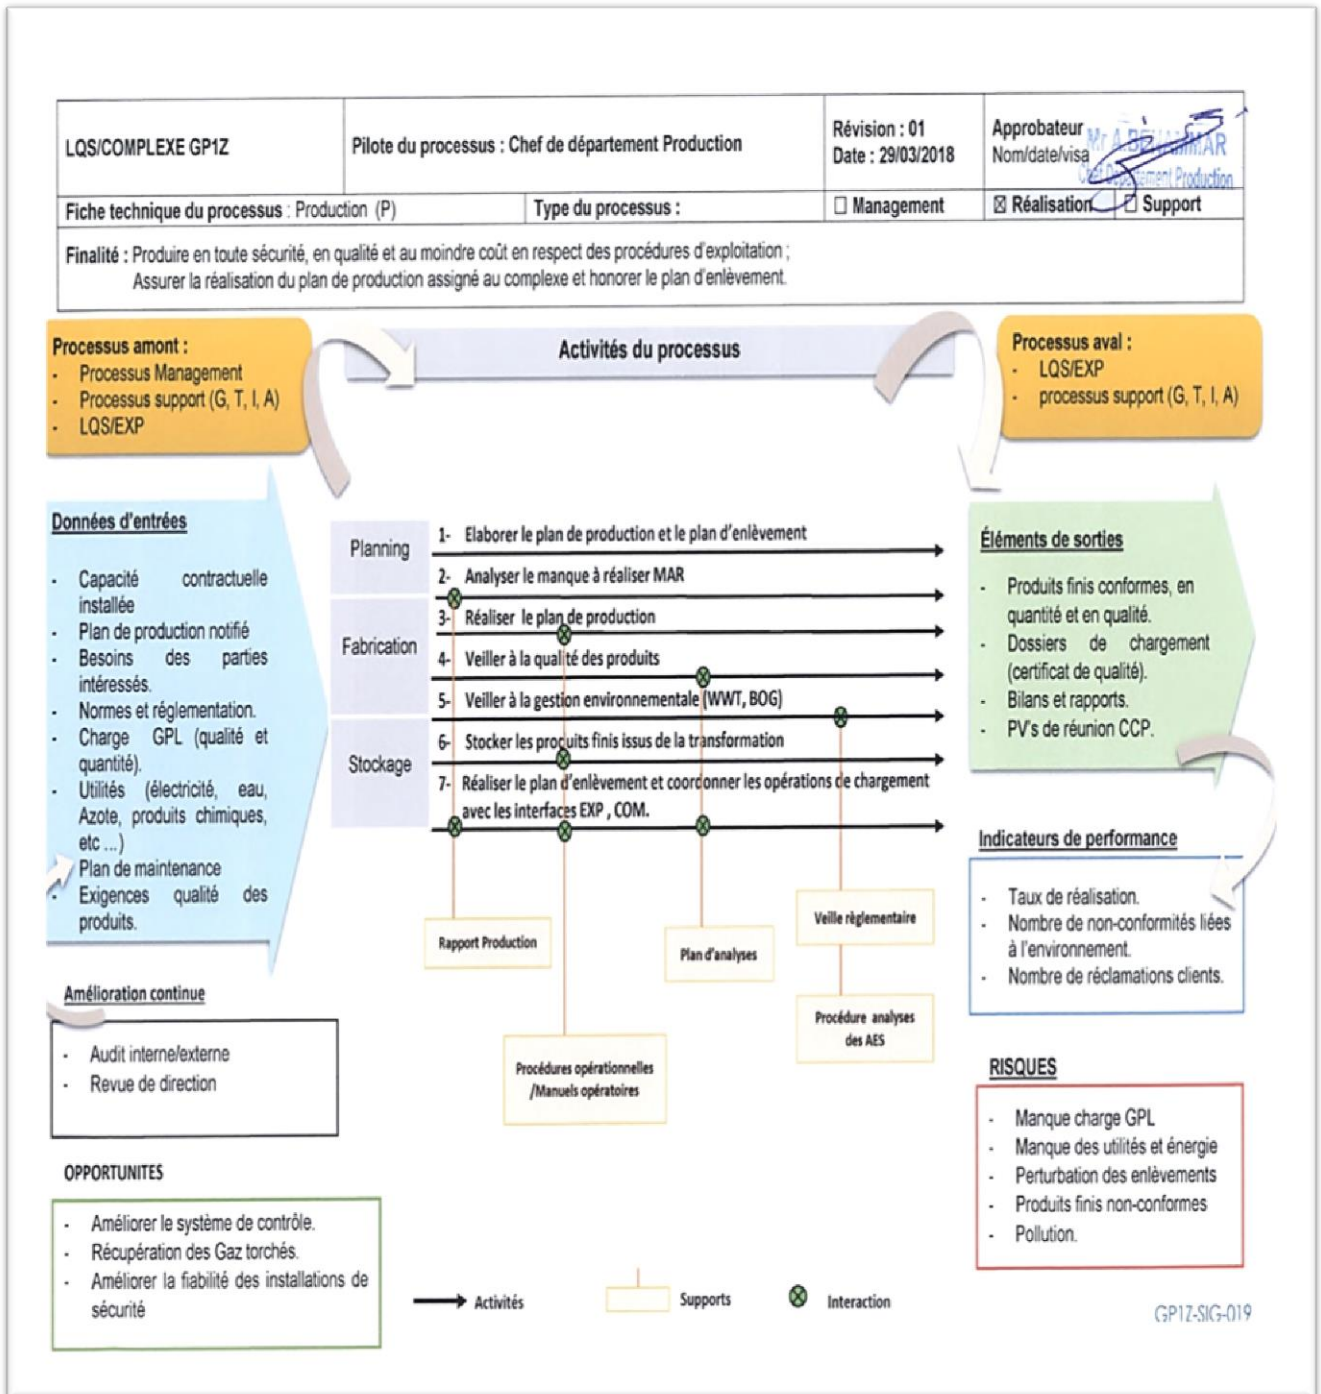 LQS/COMPLEXE GP1Z
Pilote du processus : Chef de département Production
Révision : 01
Date : 29/03/2018
Approbateur
Nom/date/visa
Mr A.BENAMMAR
Chef Département Production
Fiche technique du processus : Production (P)
Type du processus :
☐ Management
☒ Réalisation
☐ Support
Finalité : Produire en toute sécurité, en qualité et au moindre coût en respect des procédures d'exploitation ;
Assurer la réalisation du plan de production assigné au complexe et honorer le plan d'enlèvement.
Processus amont :
- Processus Management
- Processus support (G, T, I, A)
- LQS/EXP
Activités du processus
Processus aval :
- LQS/EXP
- processus support (G, T, I, A)
Données d'entrées
- Capacité contractuelle
installée
- Plan de production notifié
- Besoins des parties
intéressés.
- Normes et réglementation.
- Charge GPL (qualité et
quantité).
- Utilités (électricité, eau,
Azote, produits chimiques,
etc ...)
- Plan de maintenance
- Exigences qualité des
produits.
Planning
1- Elaborer le plan de production et le plan d'enlèvement
2- Analyser le manque à réaliser MAR
Fabrication
3- Réaliser le plan de production
4- Veiller à la qualité des produits
5- Veiller à la gestion environnementale (WWT, BOG)
Stockage
6- Stocker les produits finis issus de la transformation
7- Réaliser le plan d'enlèvement et coordonner les opérations de chargement
avec les interfaces EXP , COM.
Rapport Production
Procédures opérationnelles
/Manuels opératoires
Plan d'analyses
Veille règlementaire
Procédure analyses
des AES
Éléments de sorties
- Produits finis conformes, en
quantité et en qualité.
- Dossiers de chargement
(certificat de qualité).
- Bilans et rapports.
- PV's de réunion CCP.
Indicateurs de performance
- Taux de réalisation.
- Nombre de non-conformités liées
à l'environnement.
- Nombre de réclamations clients.
Amélioration continue
- Audit interne/externe
- Revue de direction
RISQUES
- Manque charge GPL
- Manque des utilités et énergie
- Perturbation des enlèvements
- Produits finis non-conformes
- Pollution.
OPPORTUNITES
- Améliorer le système de contrôle.
- Récupération des Gaz torchés.
- Améliorer la fiabilité des installations de
sécurité
Activités
Supports
Interaction
GP1Z-SIG-019